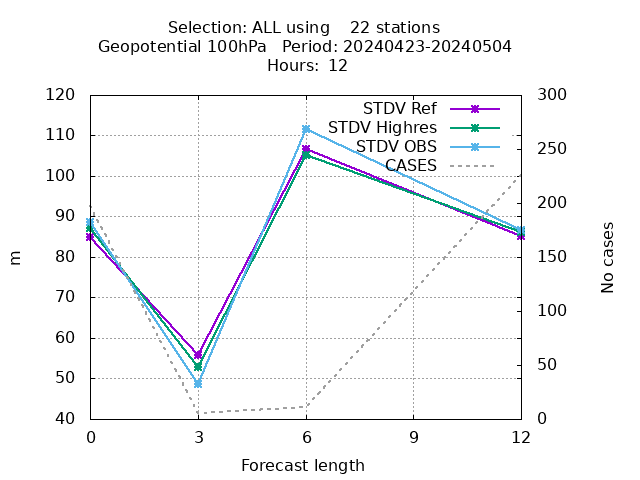 Selection: ALL using    22 stations
Geopotential 100hPa   Period: 20240423-20240504
Hours:  12
STDV Ref
STDV Highres
STDV OBS
CASES
120
110
100
90
80
70
60
50
40
m
300
250
200
150
100
50
0
No cases
0 3 6 9 12
Forecast length